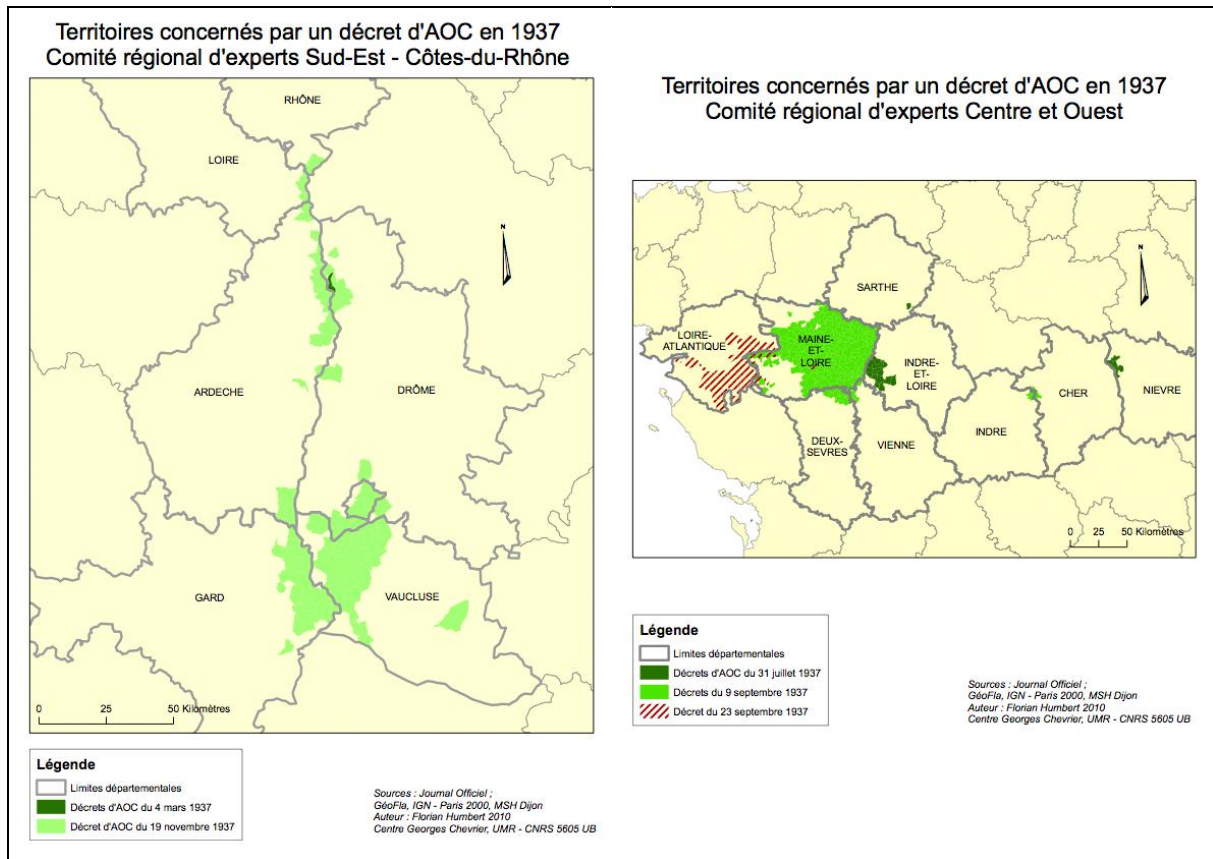 Territoires concernés par un décret d'AOC en 1937
Comité régional d'experts Sud-Est - Côtes-du-Rhône
RHÔNE
LOIRE
N
ARDECHE
DRÔME
GARD
VAUCLUSE
0 25 50 Kilomètres
Légende
Limites départementales
Décrets d'AOC du 4 mars 1937
Décret d'AOC du 19 novembre 1937
Sources : Journal Officiel ;
GéoFla, IGN - Paris 2000, MSH Dijon
Auteur : Florian Humbert 2010
Centre Georges Chevrier, UMR - CNRS 5605 UB
Territoires concernés par un décret d'AOC en 1937
Comité régional d'experts Centre et Ouest
N
SARTHE
LOIRE-
ATLANTIQUE
MAINE-
ET-
LOIRE
INDRE-
ET-
LOIRE
CHER
NIEVRE
DEUX-
SEVRES
VIENNE
INDRE
0 25 50 Kilomètres
Légende
Limites départementales
Décrets d'AOC du 31 juillet 1937
Décrets du 9 septembre 1937
Décret du 23 septembre 1937
Sources : Journal Officiel ;
GéoFla, IGN - Paris 2000, MSH Dijon
Auteur : Florian Humbert 2010
Centre Georges Chevrier, UMR - CNRS 5605 UB